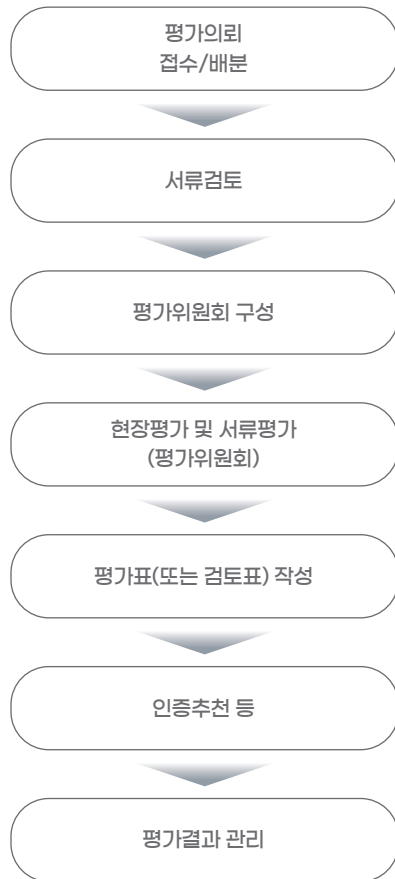 평가의뢰
접수/배분
서류검토
평가위원회 구성
현장평가 및 서류평가
(평가위원회)
평가표(또는 검토표) 작성
인증추천 등
평가결과 관리